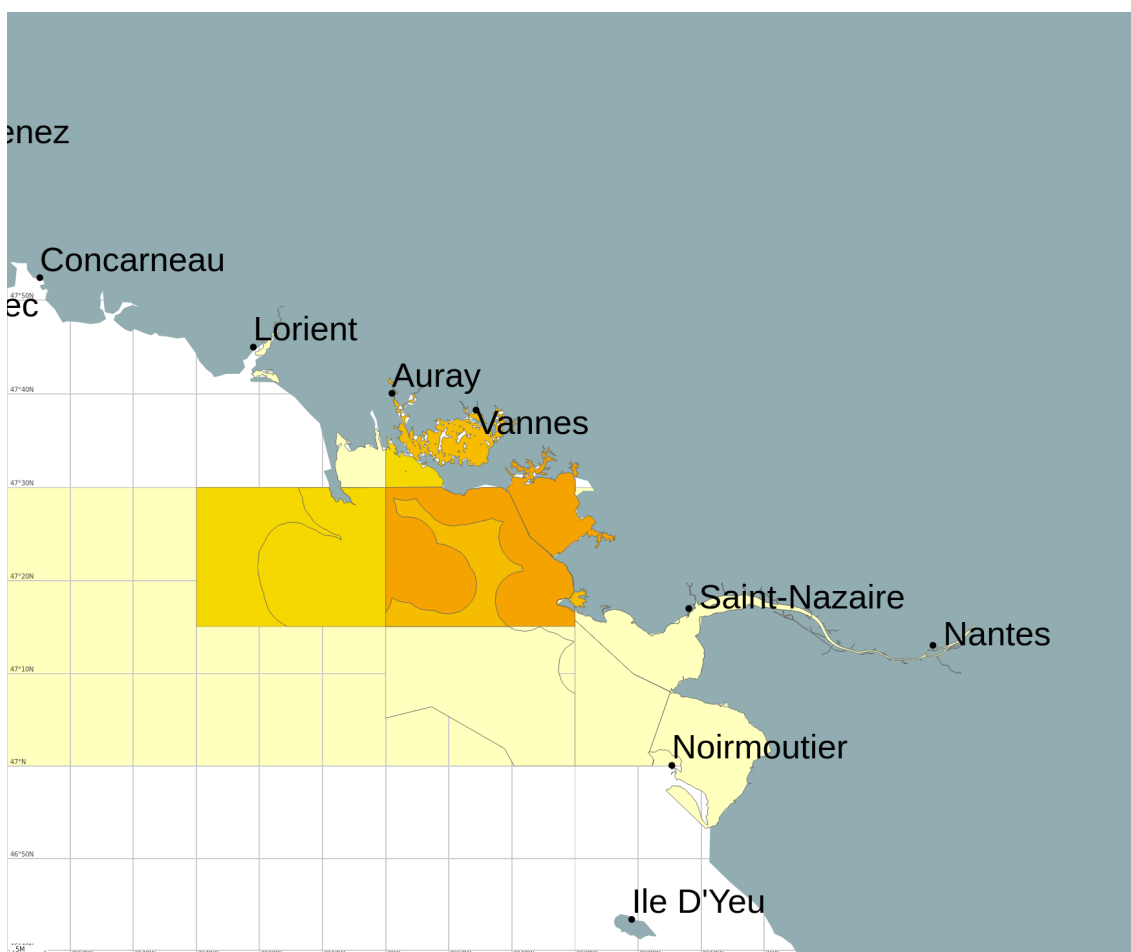 enez
Concarneau
47°50N
ec
Lorient
Auray
47°40N
Vannes
47°30N
47°20N
Saint-Nazaire
Nantes
47°10N
Noirmoutier
47°N
46°50N
Ile D'Yeu
5M